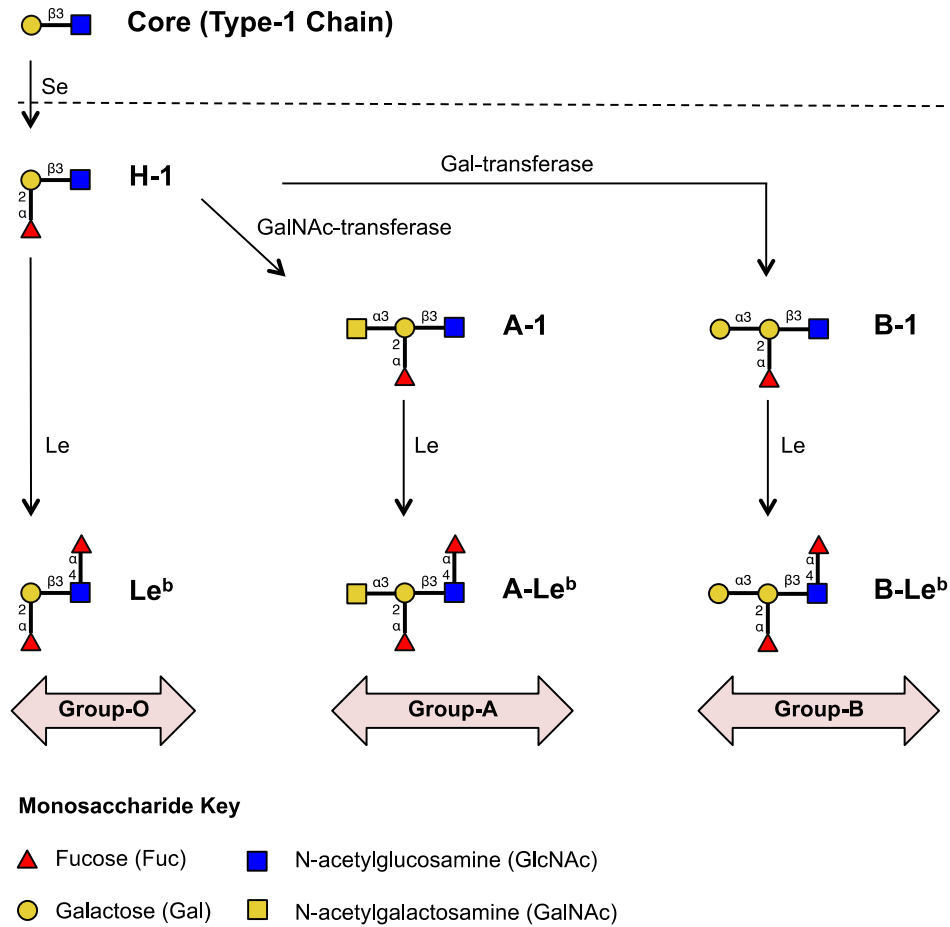 β3
Core (Type-1 Chain)
Se
β3
H-1
2
α
Gal-transferase
GalNAc-transferase
α3 β3
A-1
2
α
α3 β3
B-1
2
α
Le
Le
Le
α
4
β3
Leᵇ
2
α
α
4
α3 β3
A-Leᵇ
2
α
α
4
α3 β3
B-Leᵇ
2
α
Group-O
Group-A
Group-B
Monosaccharide Key
Fucose (Fuc)
N-acetylglucosamine (GlcNAc)
Galactose (Gal)
N-acetylgalactosamine (GalNAc)